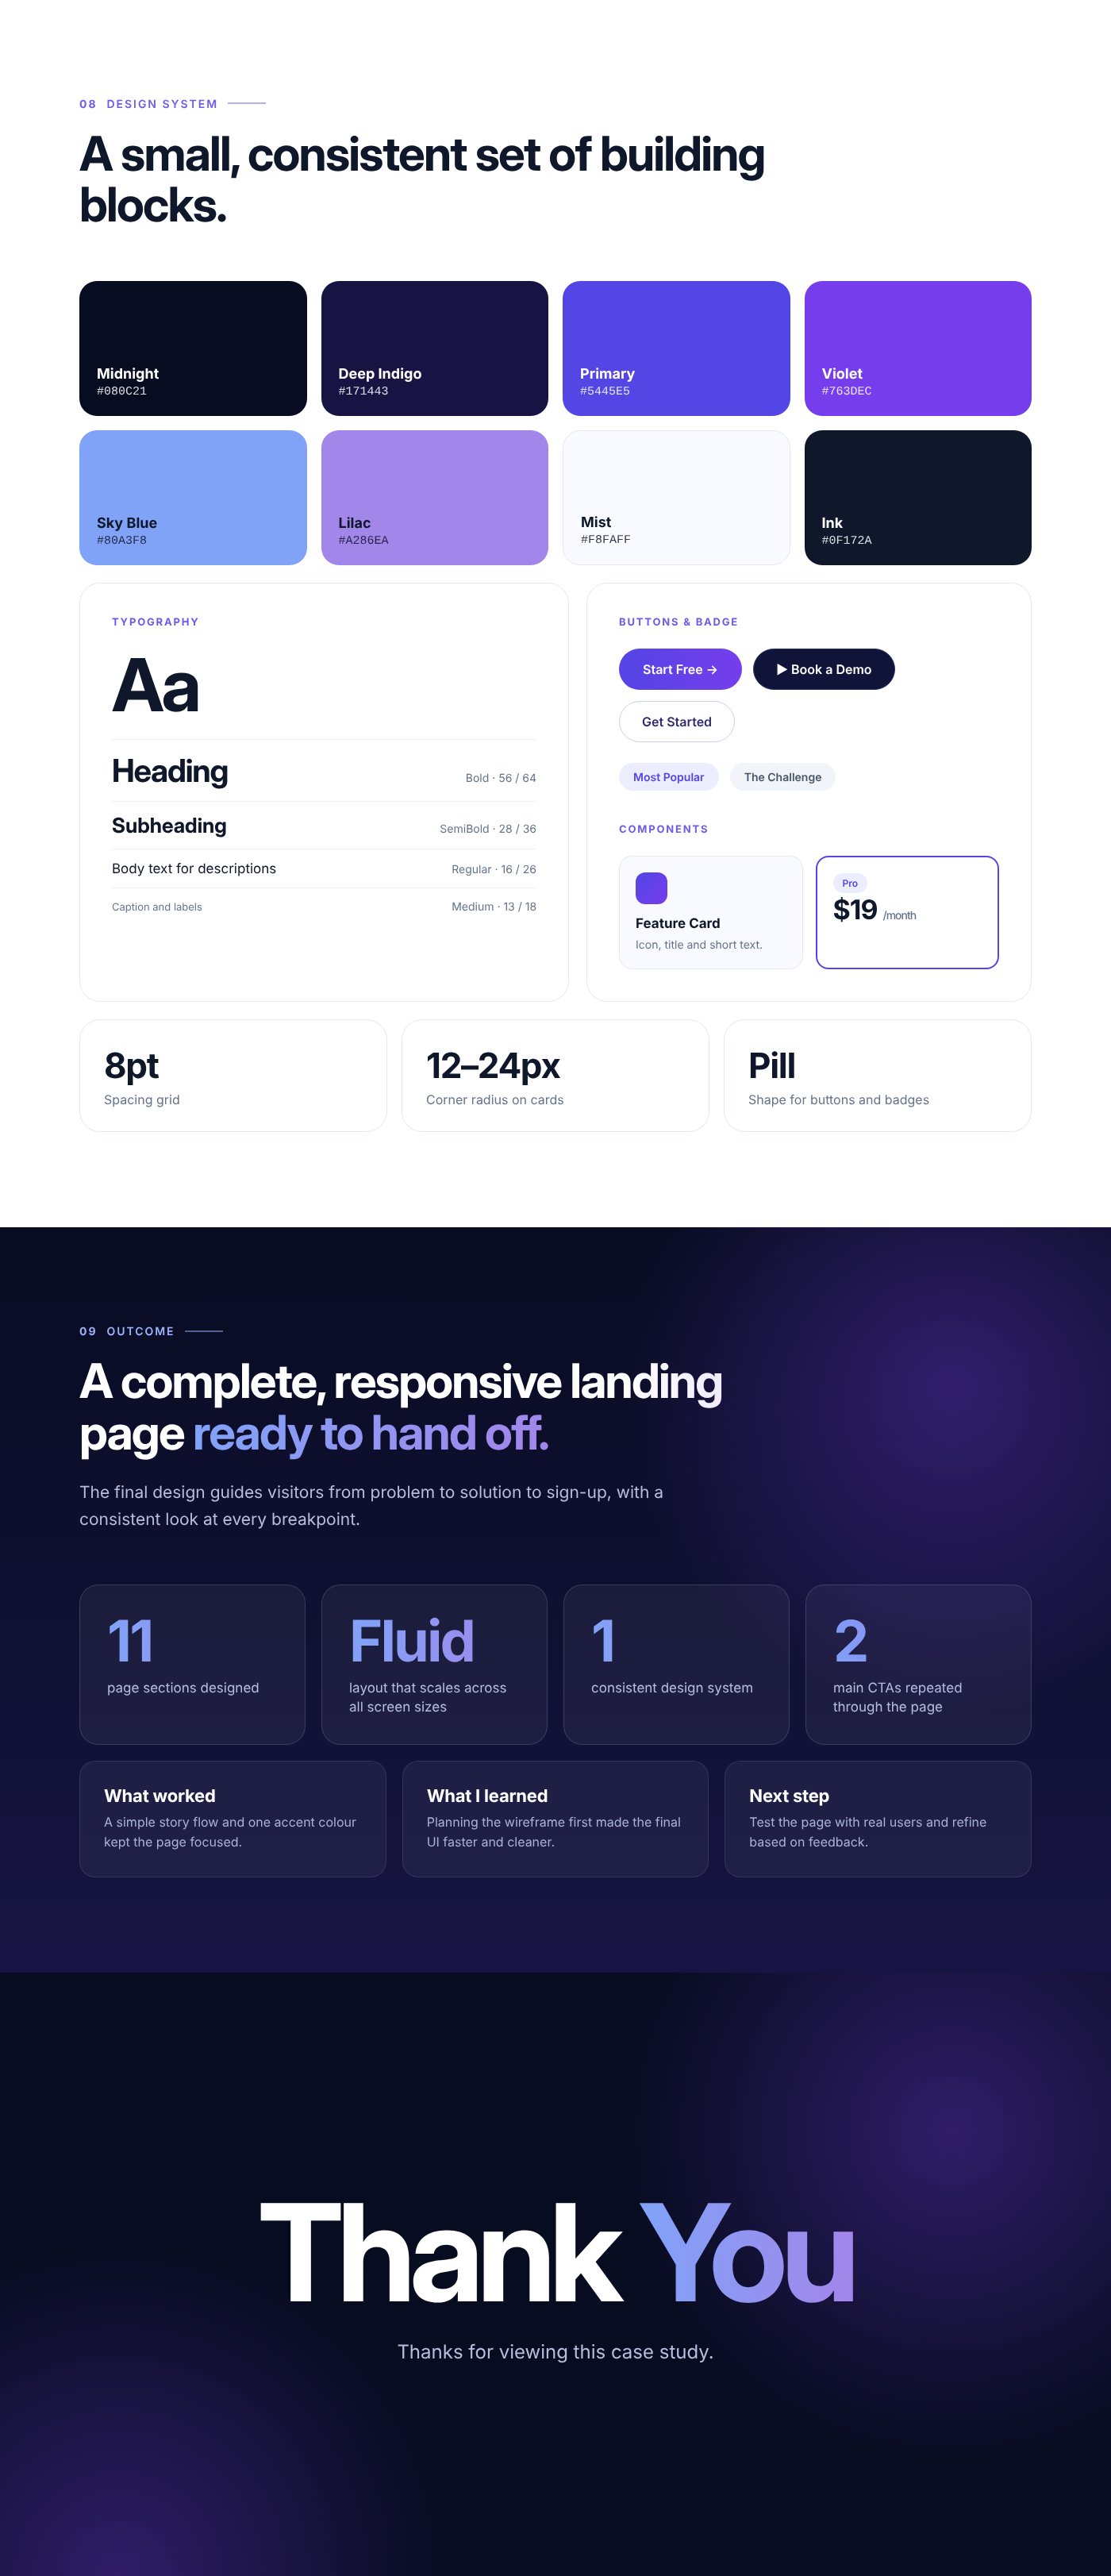 08 DESIGN SYSTEM
A small, consistent set of building
blocks.
Midnight
#080C21
Deep Indigo
#171443
Primary
#5445E5
Violet
#763DEC
Sky Blue
#80A3F8
Lilac
#A286EA
Mist
#F8FAFF
Ink
#0F172A
TYPOGRAPHY
Aa
Heading
Bold · 56 / 64
Subheading
SemiBold · 28 / 36
Body text for descriptions
Regular · 16 / 26
Caption and labels
Medium · 13 / 18
BUTTONS & BADGE
Start Free →
▶ Book a Demo
Get Started
Most Popular
The Challenge
COMPONENTS
Feature Card
Icon, title and short text.
Pro
$19 /month
8pt
Spacing grid
12–24px
Corner radius on cards
Pill
Shape for buttons and badges
09 OUTCOME
A complete, responsive landing
page ready to hand off.
The final design guides visitors from problem to solution to sign-up, with a
consistent look at every breakpoint.
11
page sections designed
Fluid
layout that scales across
all screen sizes
1
consistent design system
2
main CTAs repeated
through the page
What worked
A simple story flow and one accent colour
kept the page focused.
What I learned
Planning the wireframe first made the final
UI faster and cleaner.
Next step
Test the page with real users and refine
based on feedback.
Thank You
Thanks for viewing this case study.